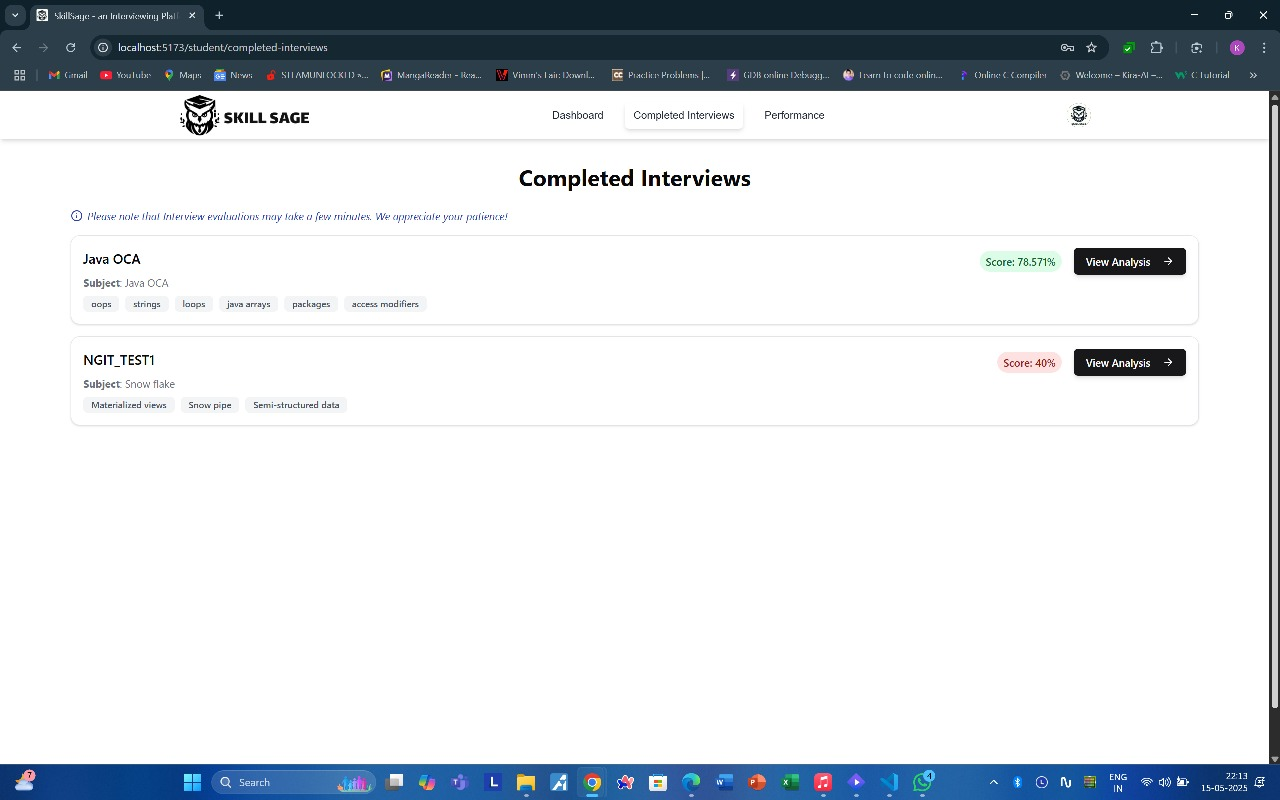 SkillSage - an Interviewing Plat
localhost:5173/student/completed-interviews
K
Gmail
YouTube
Maps
News
STEAMUNLOCKED »...
MangaReader - Rea...
Vimm's Lair: Downl...
Practice Problems |...
GDB online Debugg...
Learn to code onlin...
Online C Compiler
Welcome – Kira-AI –...
C Tutorial
SKILL SAGE
Dashboard
Completed Interviews
Performance
Completed Interviews
Please note that Interview evaluations may take a few minutes. We appreciate your patience!
Java OCA
Score: 78.571%
View Analysis
Subject: Java OCA
oops strings loops java arrays packages access modifiers
NGIT_TEST1
Score: 40%
View Analysis
Subject: Snow flake
Materialized views Snow pipe Semi-structured data
7
Search
4
ENG
IN
22:13
15-05-2025